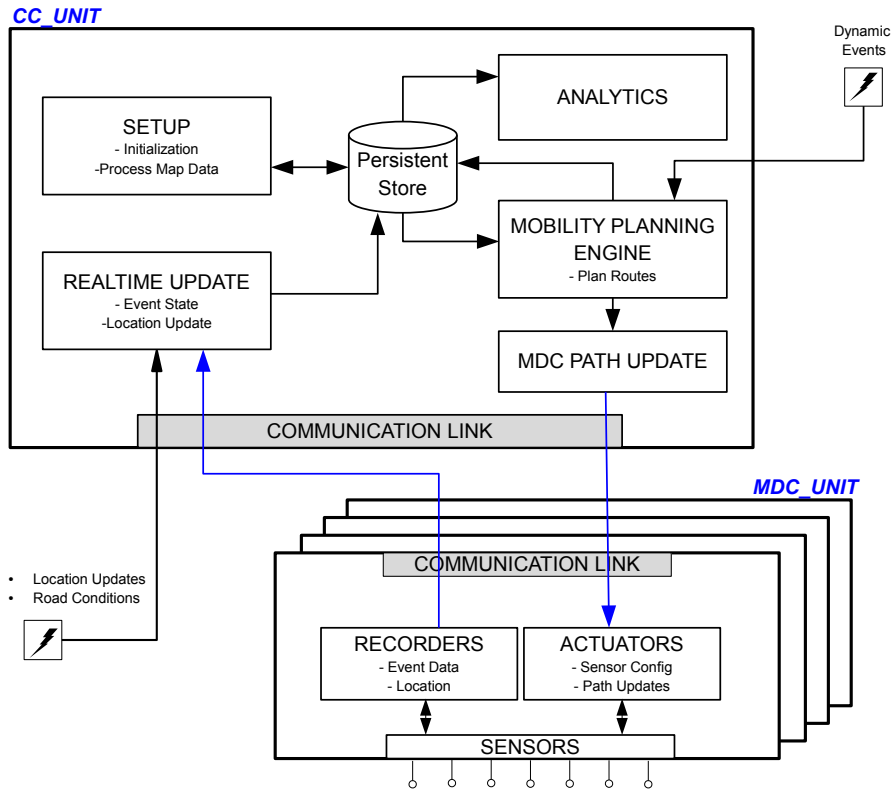 CC_UNIT
Dynamic
Events
ANALYTICS
SETUP
- Initialization
-Process Map Data
Persistent
Store
MOBILITY PLANNING
ENGINE
- Plan Routes
REALTIME UPDATE
- Event State
-Location Update
MDC PATH UPDATE
COMMUNICATION LINK
MDC_UNIT
COMMUNICATION LINK
• Location Updates
• Road Conditions
RECORDERS
- Event Data
- Location
ACTUATORS
- Sensor Config
- Path Updates
SENSORS